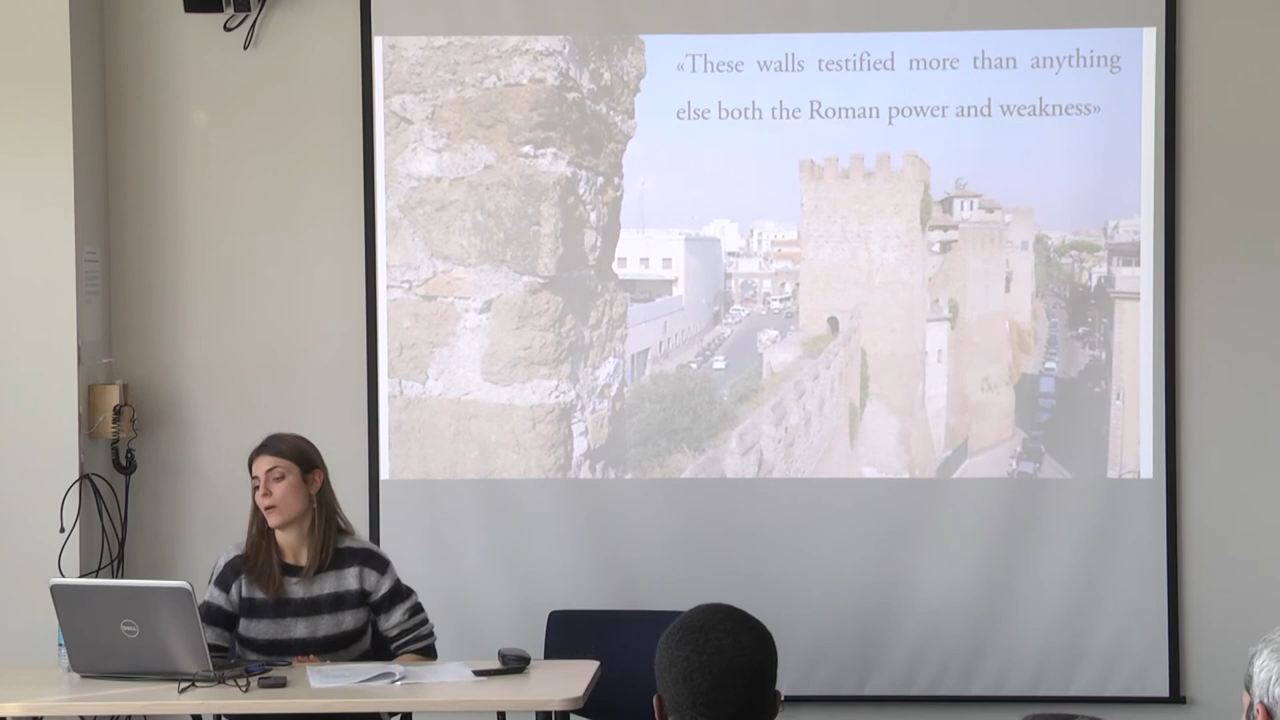 «These walls testified more than anything
else both the Roman power and weakness»
DELL